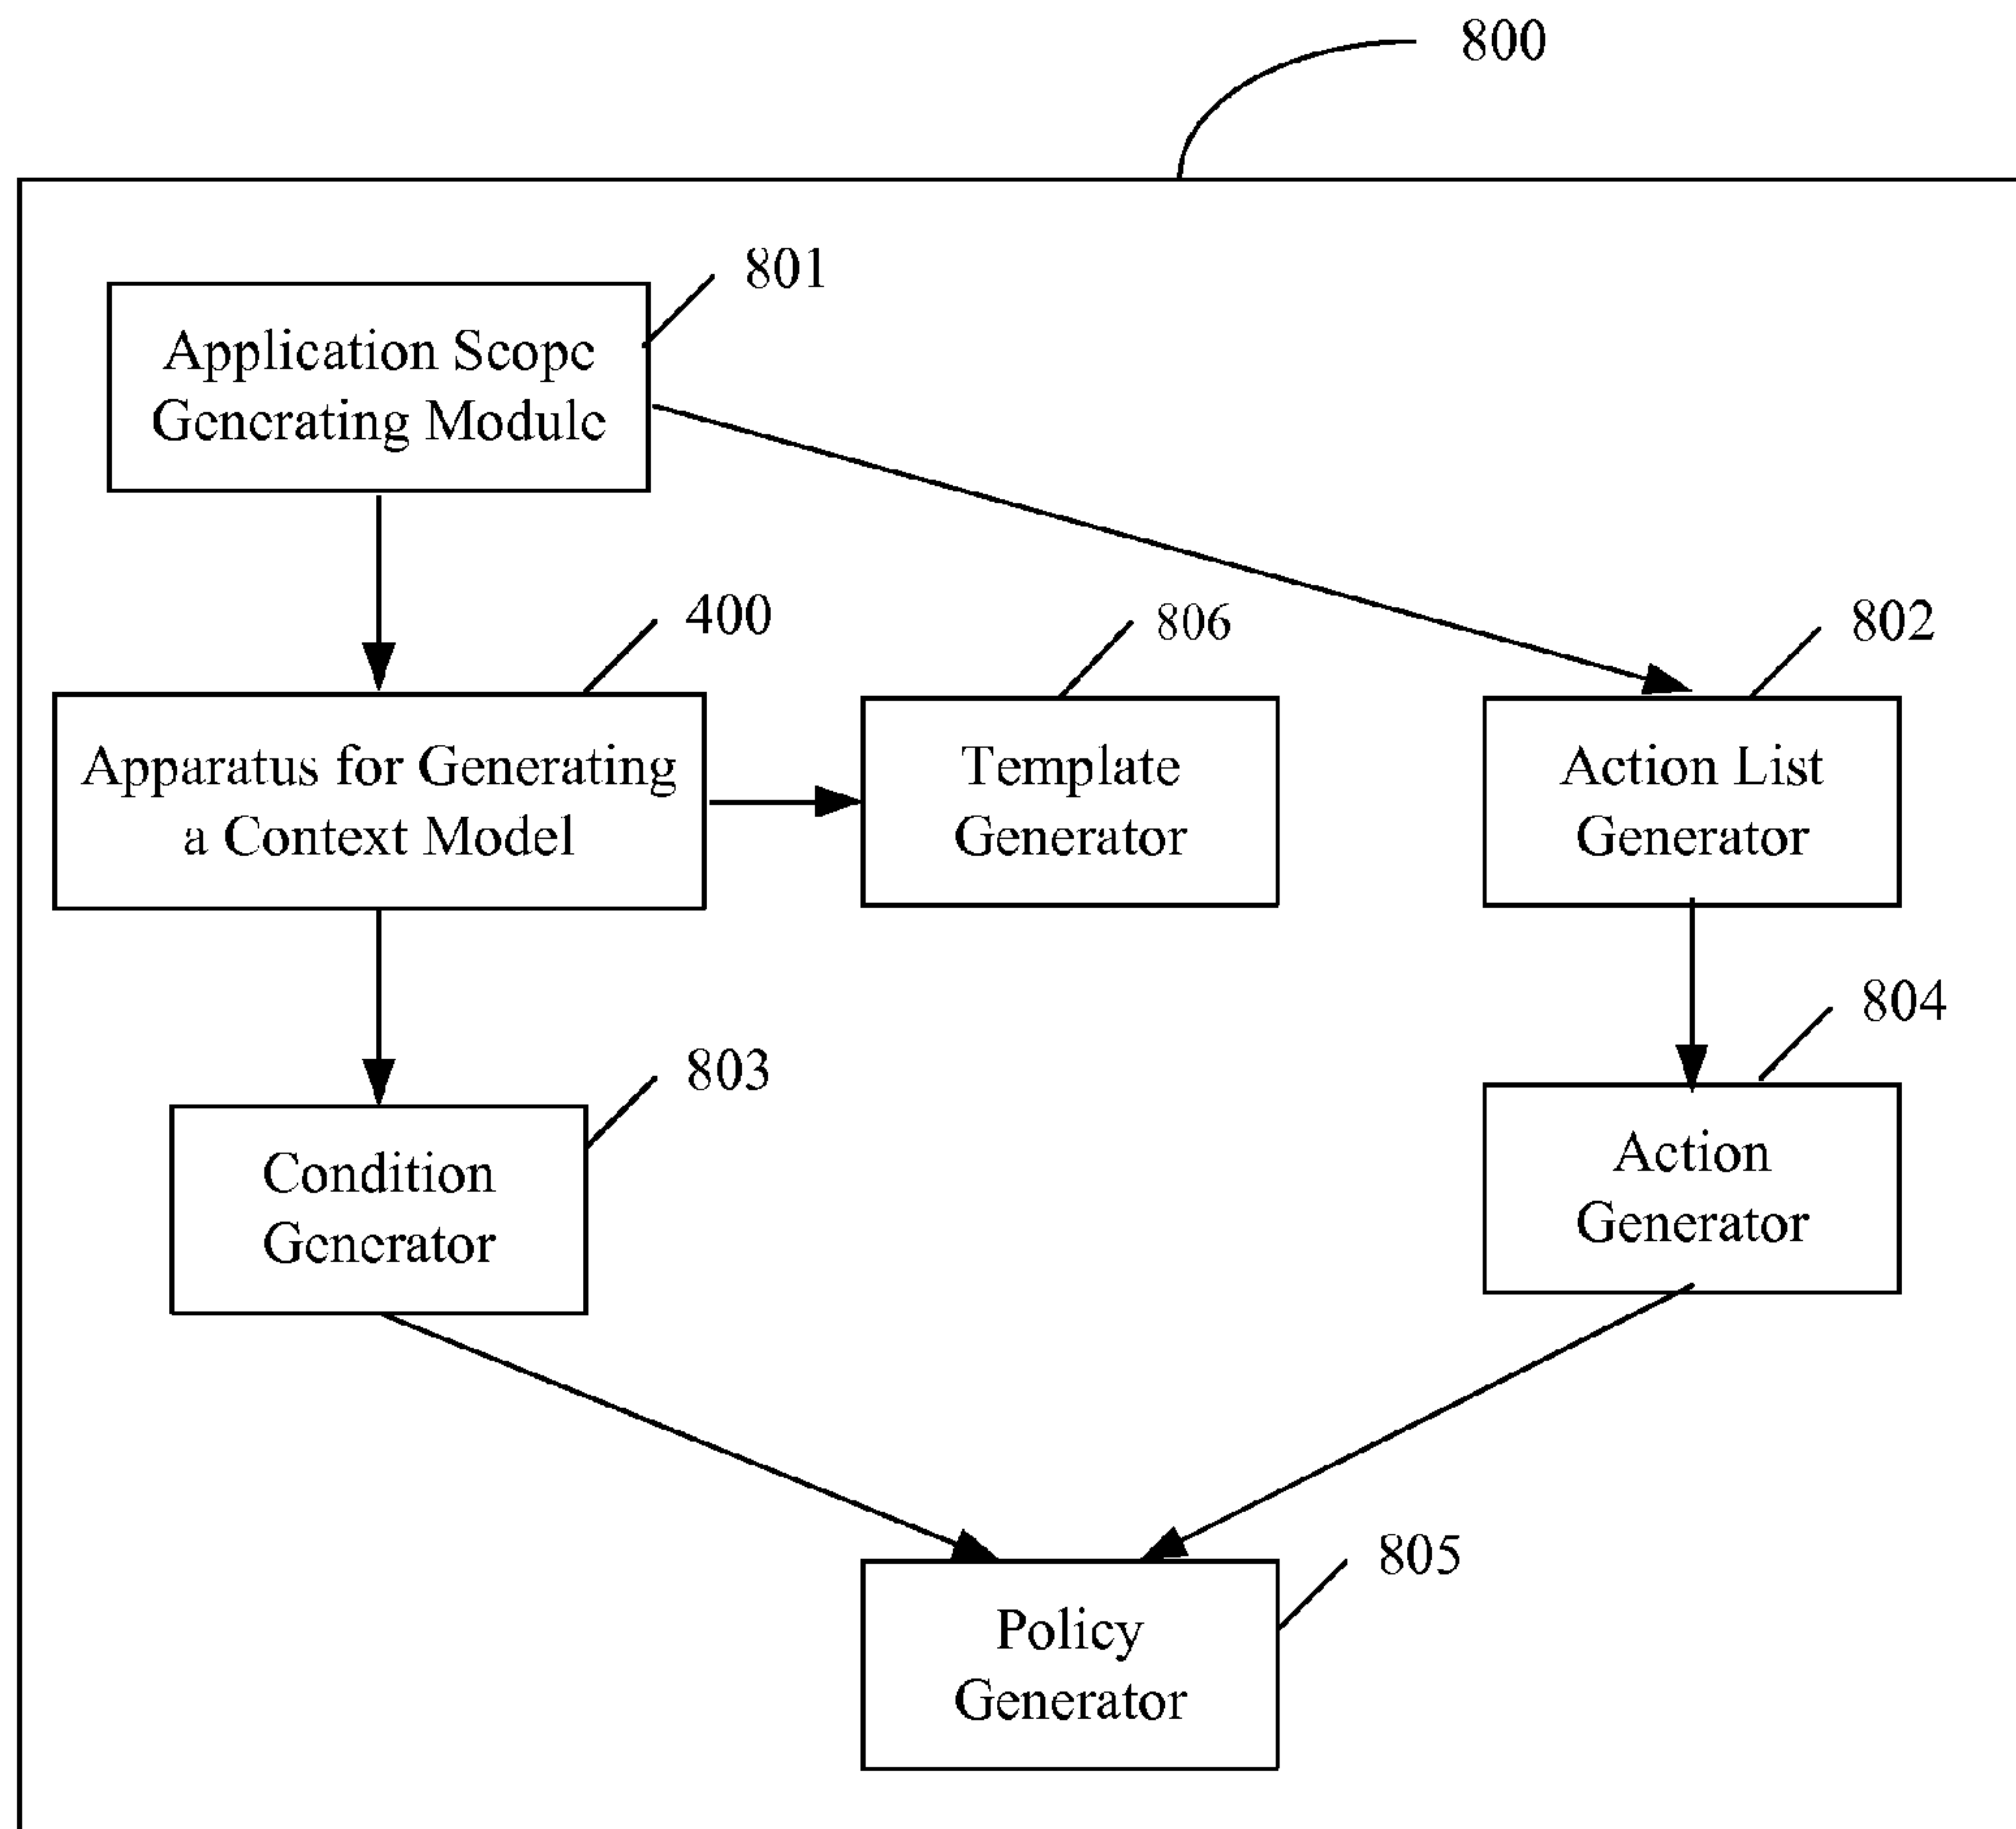 800
801
Application Scope
Generating Module
400
806
802
Apparatus for Generating
a Context Model
Template
Generator
Action List
Generator
804
803
Condition
Generator
Action
Generator
805
Policy
Generator